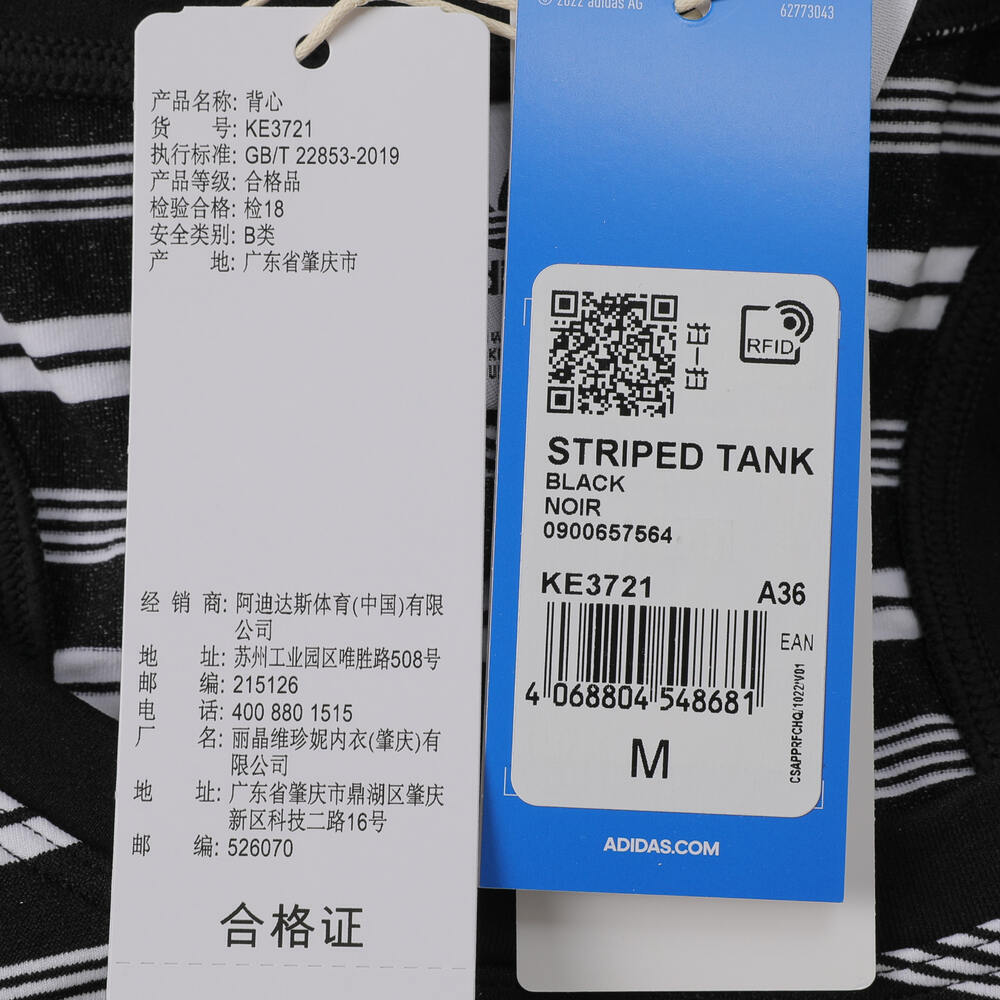 产品名称: 背心
货 号: KE3721
执行标准: GB/T 22853-2019
产品等级: 合格品
检验合格: 检18
安全类别: B类
产 地: 广东省肇庆市
经 销 商: 阿迪达斯体育(中国)有限
公司
地 址: 苏州工业园区唯胜路508号
邮 编: 215126
电 话: 400 880 1515
厂 名: 丽晶维珍妮内衣(肇庆)有
限公司
地 址: 广东省肇庆市鼎湖区肇庆
新区科技二路16号
邮 编: 526070
合格证
© 2022 adidas AG
62773043
扫一扫
RFID
STRIPED TANK
BLACK
NOIR
0900657564
KE3721 A36
EAN
4 068804 548681
CSAPPRFCHQ/1022/V01
M
ADIDAS.COM